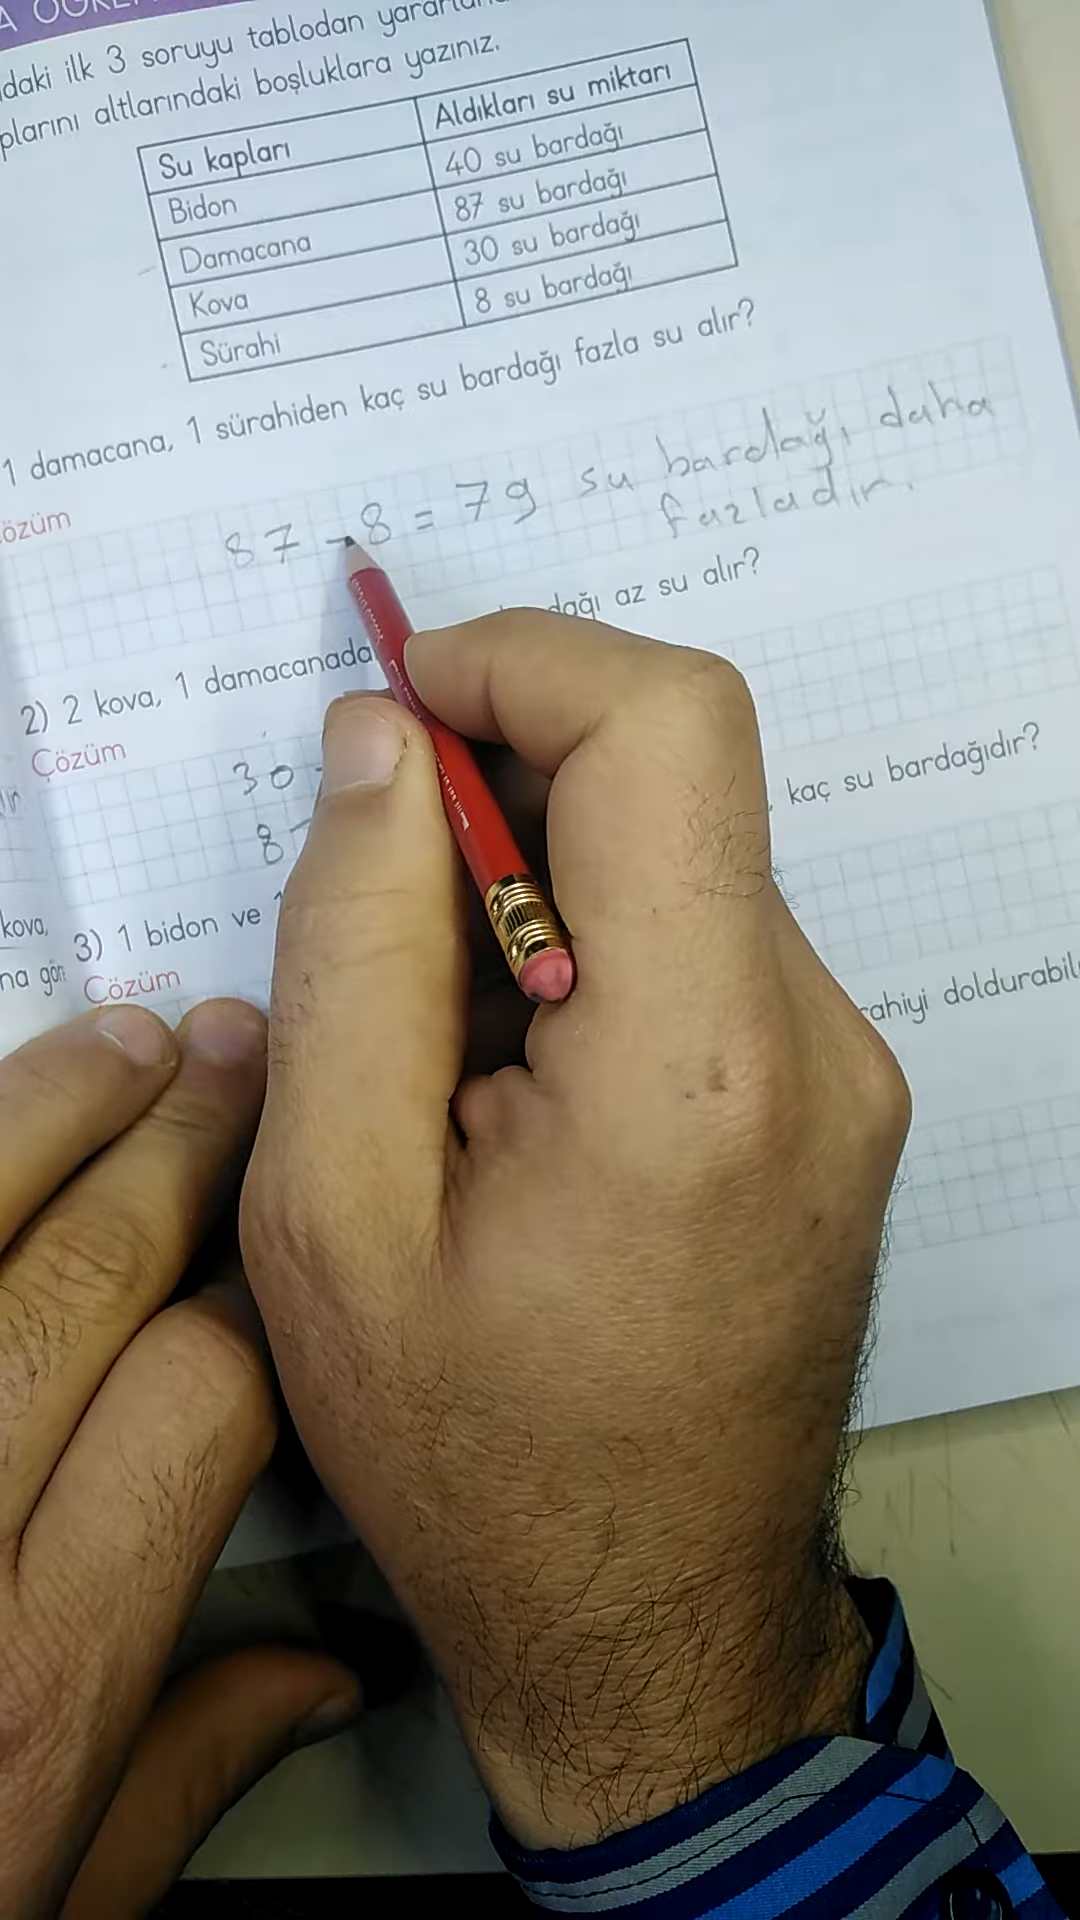 daki ilk 3 soruyu tablodan
plarını altlarındaki boşluklara yazınız.
Su kapları Aldıkları su miktarı
Bidon 40 su bardağı
Damacana 87 su bardağı
Kova 30 su bardağı
Sürahi 8 su bardağı
1 damacana, 1 sürahiden kaç su bardağı fazla su alır?
özüm
87 - 8 = 79 su bardağı daha
fazladır.
2) 2 kova, 1 damacanada dağı az su alır?
Çözüm
30
8
kova, 3) 1 bidon ve kaç su bardağıdır?
na gör Çözüm
rahiyi doldurabil